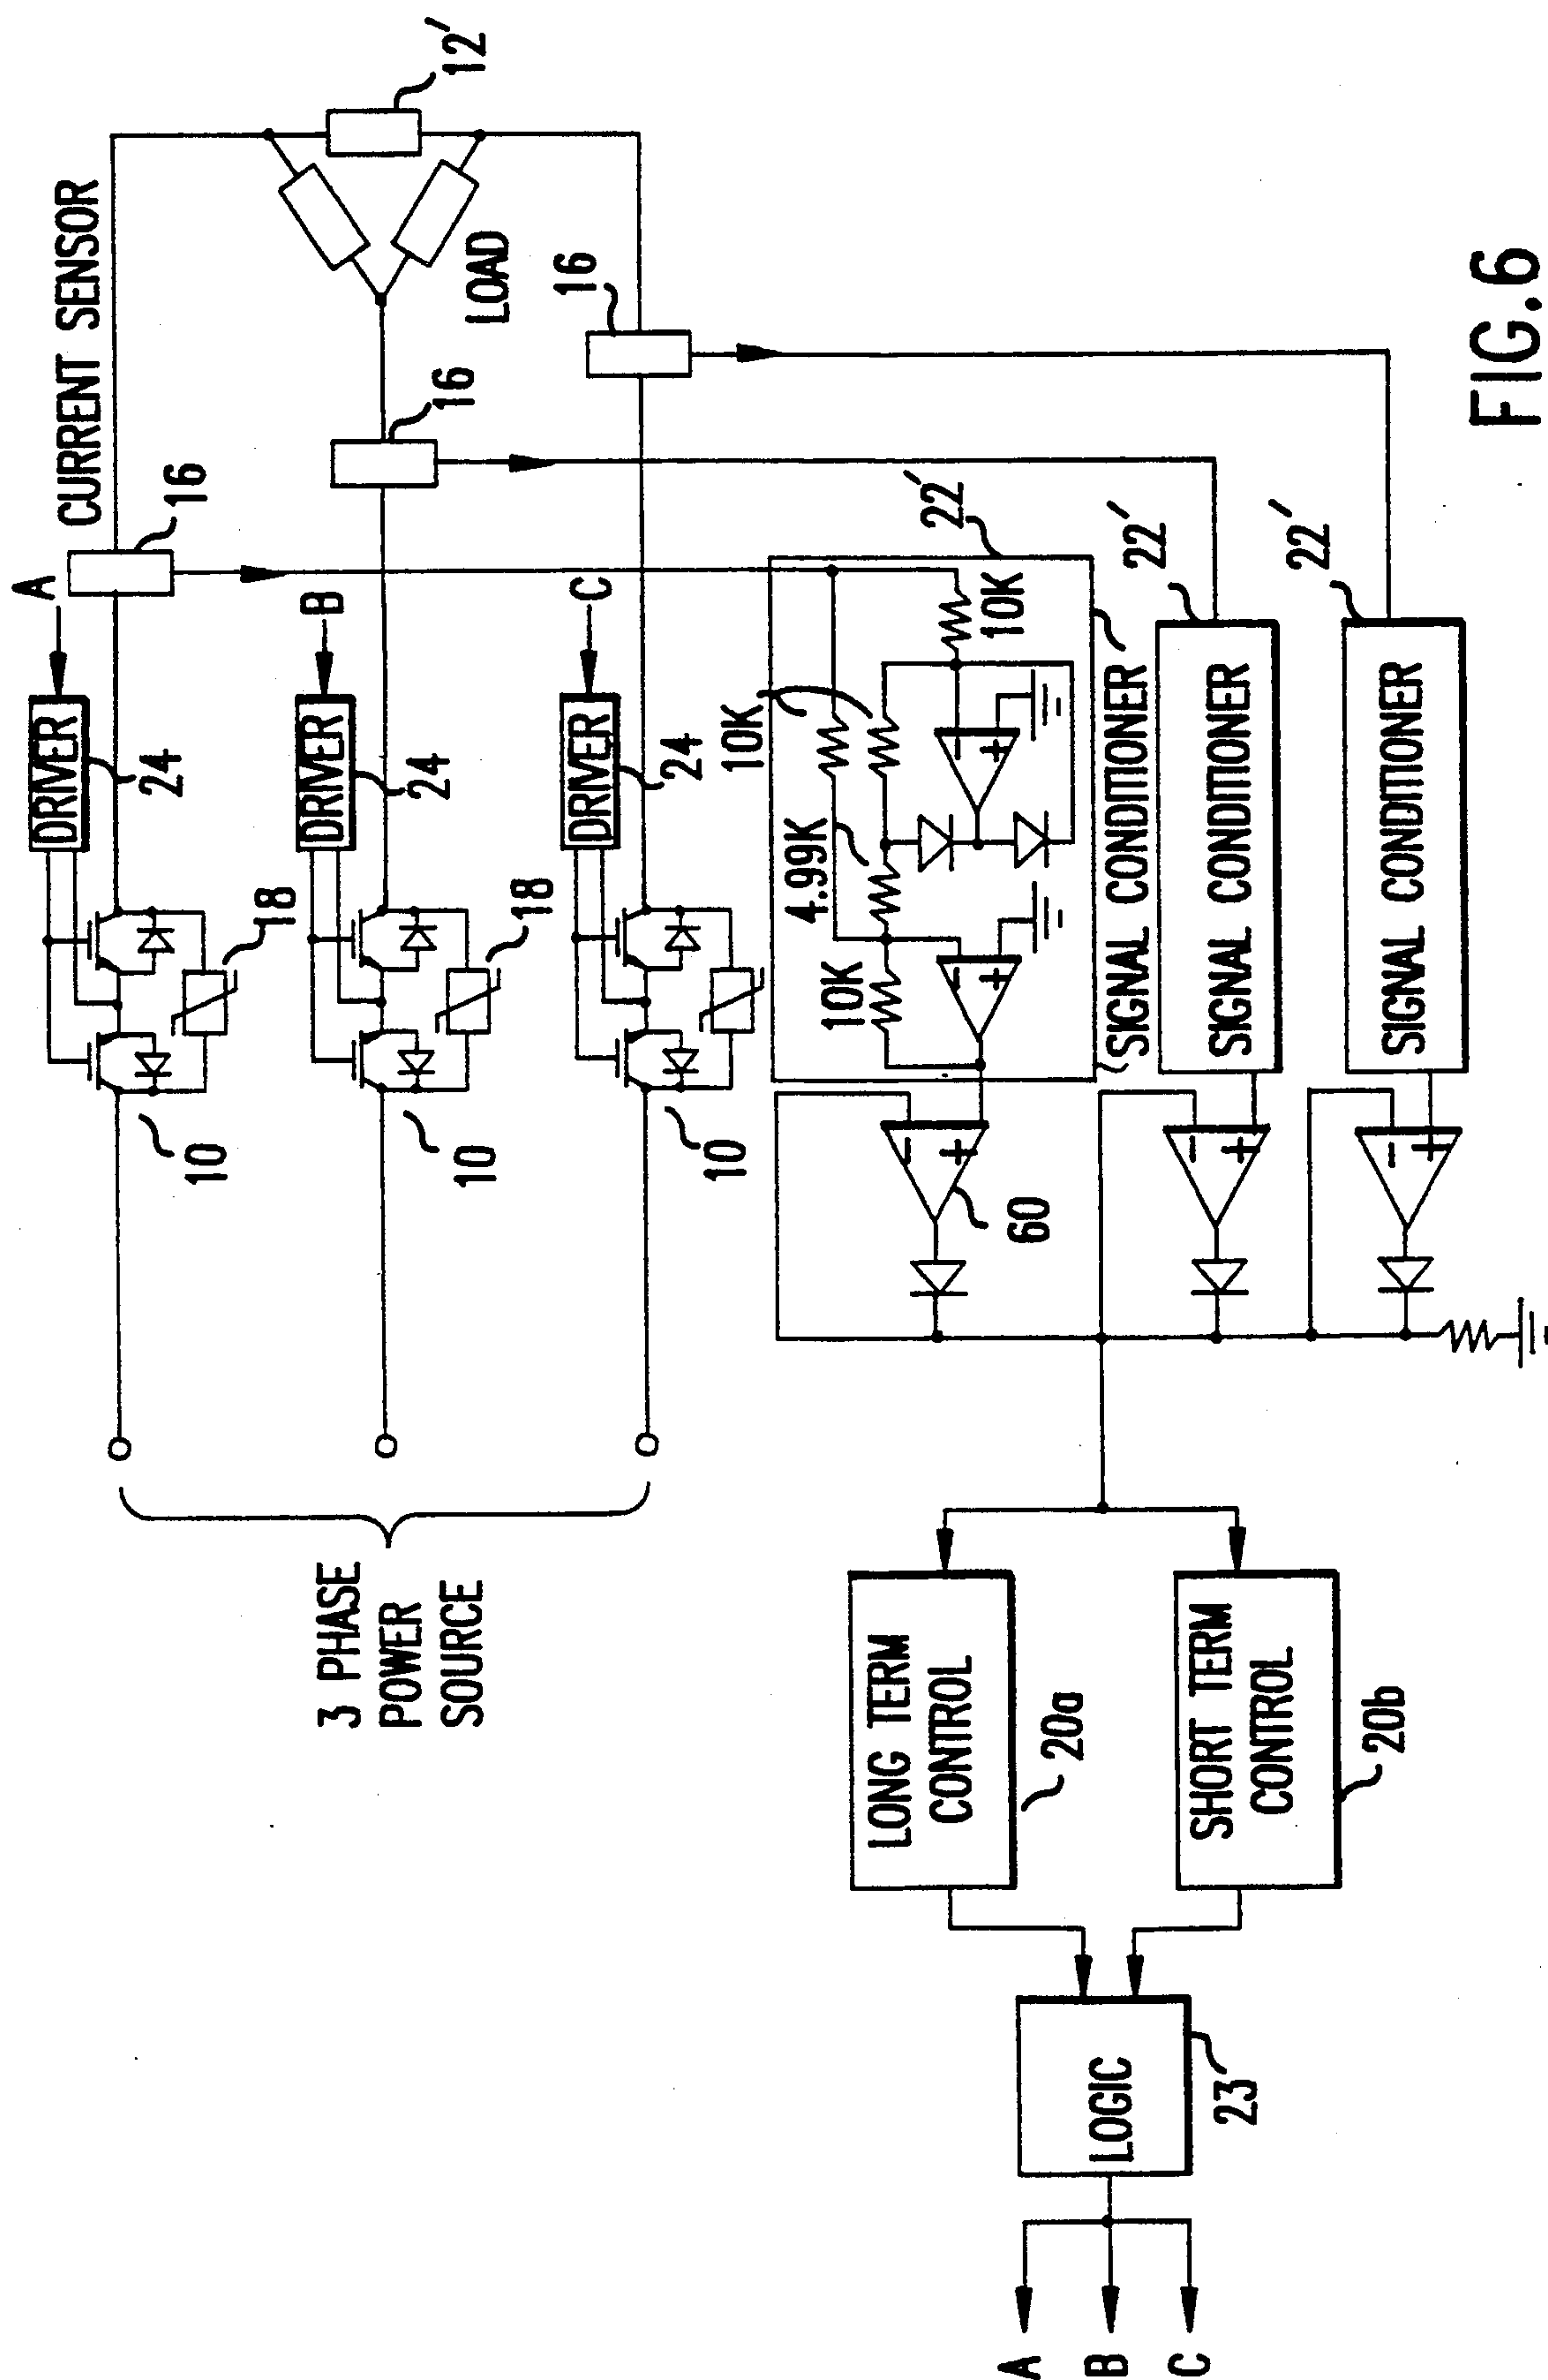 3 PHASE
POWER
SOURCE
10
18
DRIVER
24
A
16
CURRENT SENSOR
12'
10
18
DRIVER
24
B
16
LOAD
10
DRIVER
24
C
16
60
10K
4.99K
10K
10K
22'
SIGNAL CONDITIONER
22'
SIGNAL CONDITIONER
22'
SIGNAL CONDITIONER
LONG TERM
CONTROL
20a
SHORT TERM
CONTROL
20b
LOGIC
23'
A
B
C
- +
- +
- +
- +
- +
FIG.6